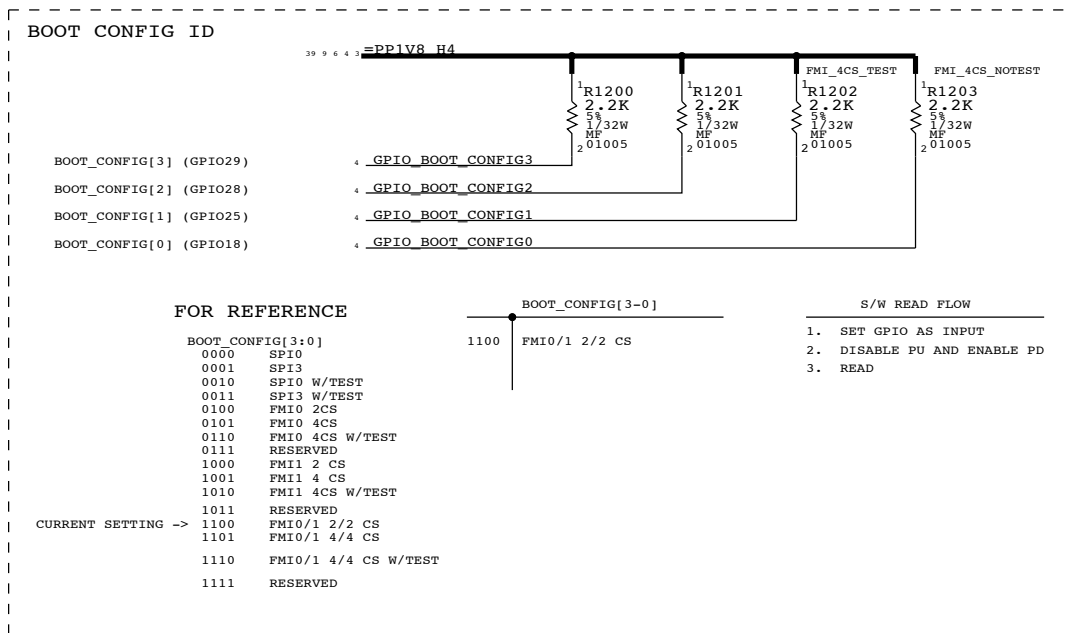 BOOT CONFIG ID
39 9 6 4 3 =PP1V8_H4
FMI_4CS_TEST FMI_4CS_NOTEST
1 R1200 1 R1201 1 R1202 1 R1203
2.2K 2.2K 2.2K 2.2K
5% 5% 5% 5%
1/32W 1/32W 1/32W 1/32W
MF MF MF MF
2 01005 2 01005 2 01005 2 01005
BOOT_CONFIG[3] (GPIO29) 4 GPIO_BOOT_CONFIG3
BOOT_CONFIG[2] (GPIO28) 4 GPIO_BOOT_CONFIG2
BOOT_CONFIG[1] (GPIO25) 4 GPIO_BOOT_CONFIG1
BOOT_CONFIG[0] (GPIO18) 4 GPIO_BOOT_CONFIG0
FOR REFERENCE
BOOT_CONFIG[3:0]
0000 SPI0
0001 SPI3
0010 SPI0 W/TEST
0011 SPI3 W/TEST
0100 FMI0 2CS
0101 FMI0 4CS
0110 FMI0 4CS W/TEST
0111 RESERVED
1000 FMI1 2 CS
1001 FMI1 4 CS
1010 FMI1 4CS W/TEST
1011 RESERVED
CURRENT SETTING -> 1100 FMI0/1 2/2 CS
1101 FMI0/1 4/4 CS
1110 FMI0/1 4/4 CS W/TEST
1111 RESERVED
BOOT_CONFIG[3-0]
1100 FMI0/1 2/2 CS
S/W READ FLOW
1. SET GPIO AS INPUT
2. DISABLE PU AND ENABLE PD
3. READ